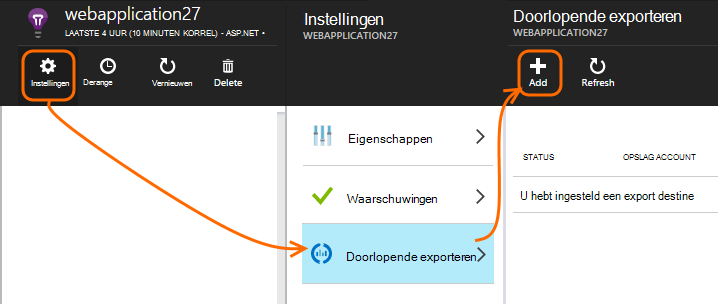 webapplication27
LAATSTE 4 UUR (10 MINUTEN KORREL) - ASP.NET •
Instellingen
Derange
Vernieuwen
Delete
Instellingen
WEBAPPLICATION27
Eigenschappen
Waarschuwingen
Doorlopende exporteren
Doorlopende exporteren
WEBAPPLICATION27
Add
Refresh
STATUS
OPSLAG ACCOUNT
U hebt ingesteld een export destine